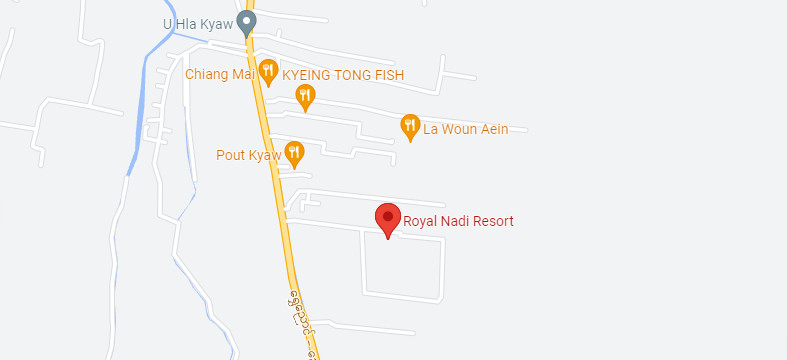 U Hla Kyaw
Chiang Mai
KYEING TONG FISH
La Woun Aein
Pout Kyaw
Royal Nadi Resort